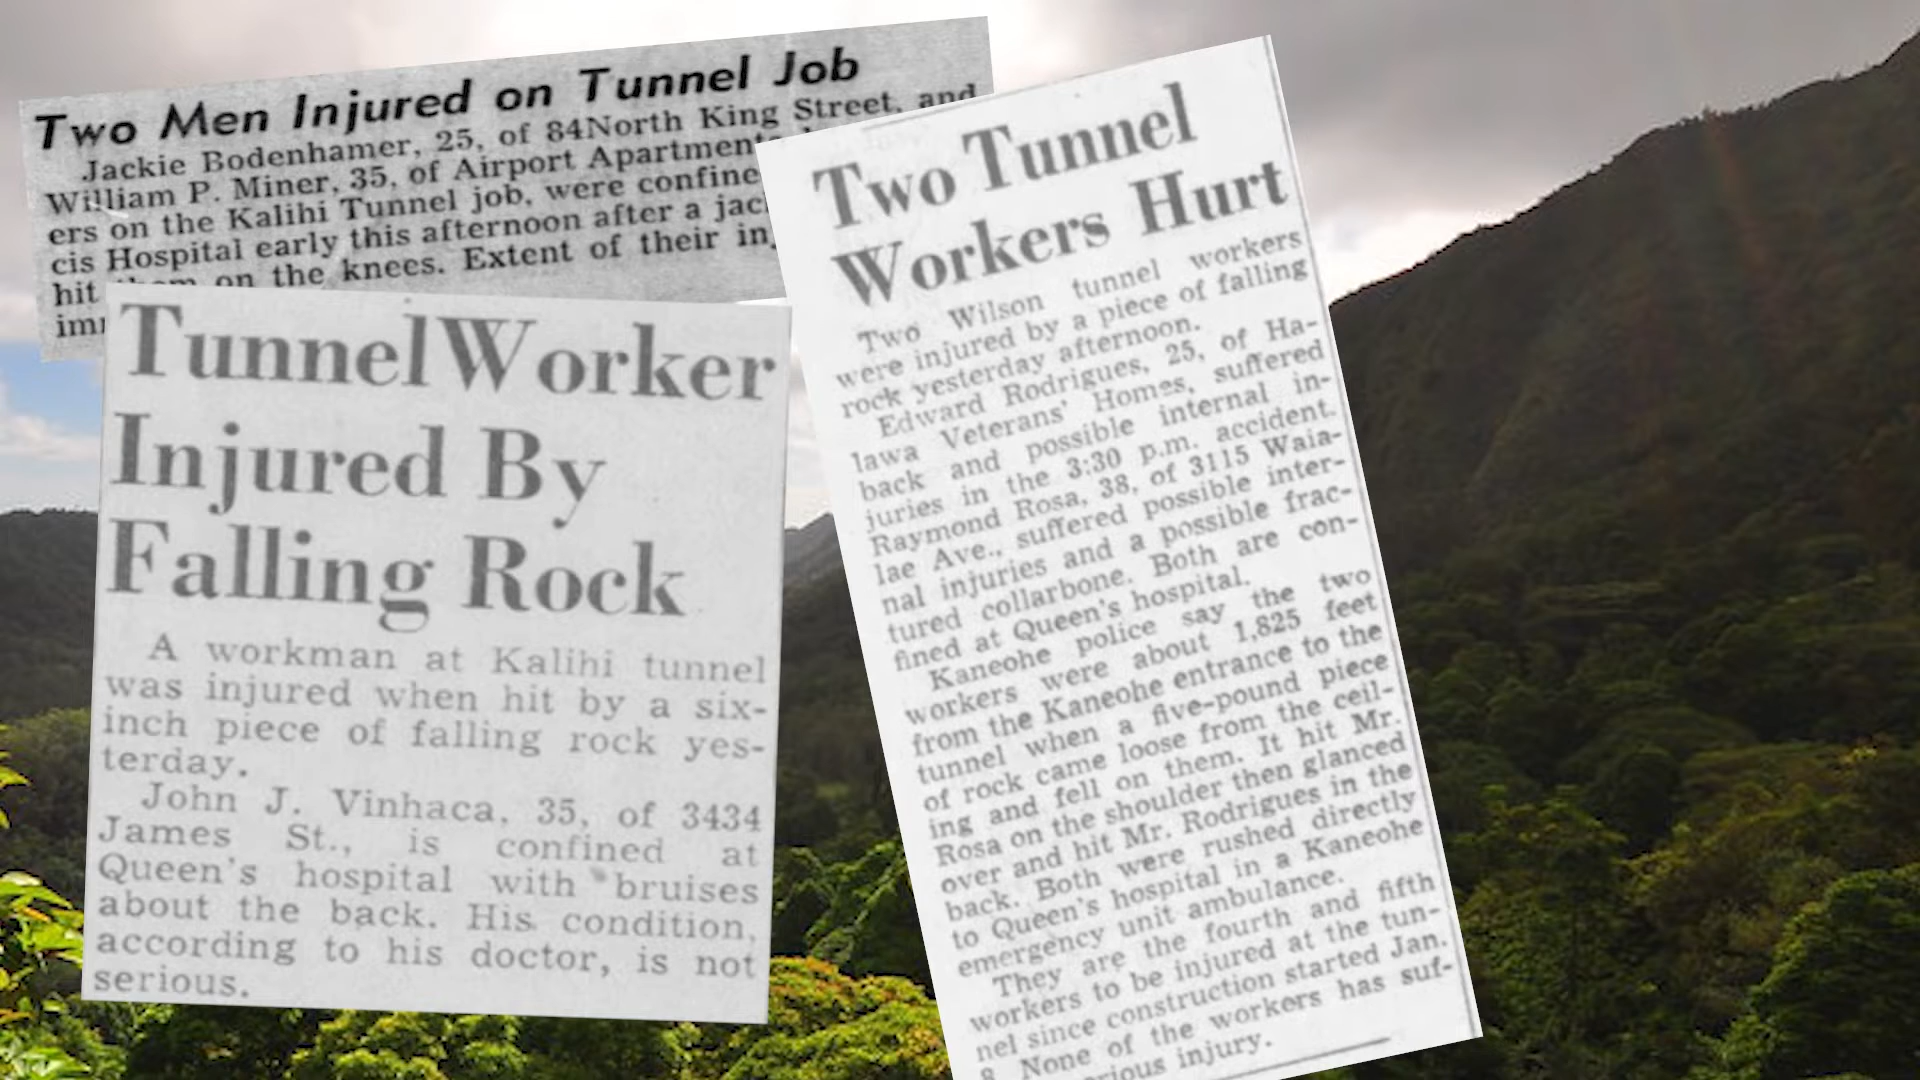 Two Men Injured on Tunnel Job
Jackie Bodenhamer, 25, of 84North King Street, and
William P. Miner, 35, of Airport Apartments
ers on the Kalihi Tunnel job, were confine
cis Hospital early this afternoon after a jac
hit them on the knees. Extent of their in
im
Tunnel Worker
Injured By
Falling Rock
A workman at Kalihi tunnel
was injured when hit by a six-
inch piece of falling rock yes-
terday.
John J. Vinhaca, 35, of 3434
James St., is confined at
Queen's hospital with bruises
about the back. His condition,
according to his doctor, is not
serious.
Two Tunnel
Workers Hurt
Two Wilson tunnel workers
were injured by a piece of falling
rock yesterday afternoon.
Edward Rodrigues, 25, of Ha-
lawa Veterans' Homes, suffered
back and possible internal in-
juries in the 3:30 p.m. accident.
Raymond Rosa, 38, of 3115 Waia-
lae Ave., suffered possible inter-
nal injuries and a possible frac-
tured collarbone. Both are con-
fined at Queen's hospital.
Kaneohe police say the two
workers were about 1,825 feet
from the Kaneohe entrance to the
tunnel when a five-pound piece
of rock came loose from the ceil-
ing and fell on them. It hit Mr.
Rosa on the shoulder then glanced
over and hit Mr. Rodrigues in the
back. Both were rushed directly
to Queen's hospital in a Kaneohe
emergency unit ambulance.
They are the fourth and fifth
workers to be injured at the tun-
nel since construction started Jan.
8. None of the workers has suf-
rious injury.